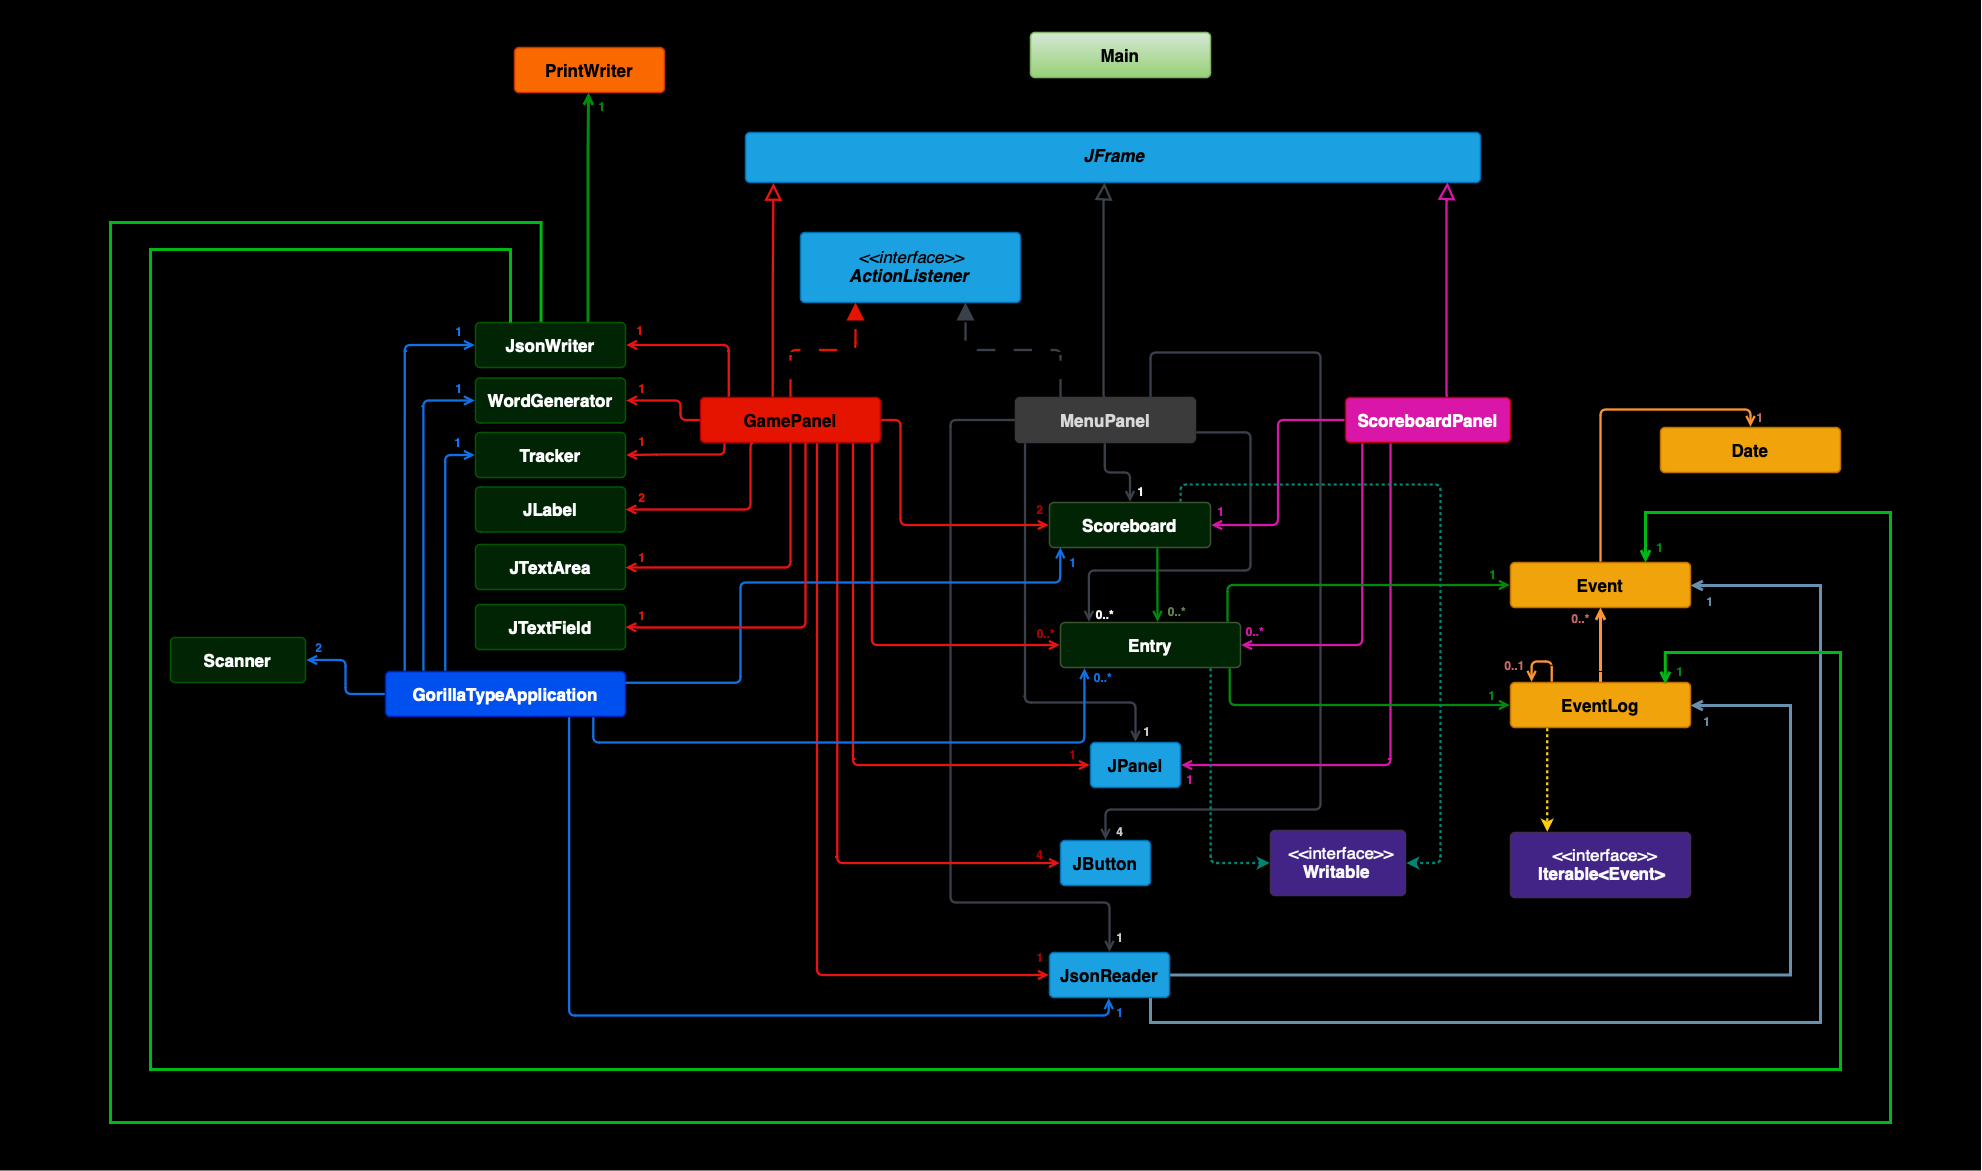 Main
PrintWriter
1
JFrame
<<interface>>
ActionListener
1
JsonWriter
1
1
WordGenerator
1
GamePanel
MenuPanel
ScoreboardPanel
1
Date
1
Tracker
1
2
JLabel
1
2
Scoreboard
1
1
JTextArea
1
1
1
Event
1
0..*
0..*
0..*
1
JTextField
0..*
Entry
0..*
Scanner
2
0..1
1
GorillaTypeApplication
0..*
1
EventLog
1
1
1
JPanel
1
4
4
JButton
<<interface>>
Writable
<<interface>>
Iterable<Event>
1
1
JsonReader
1